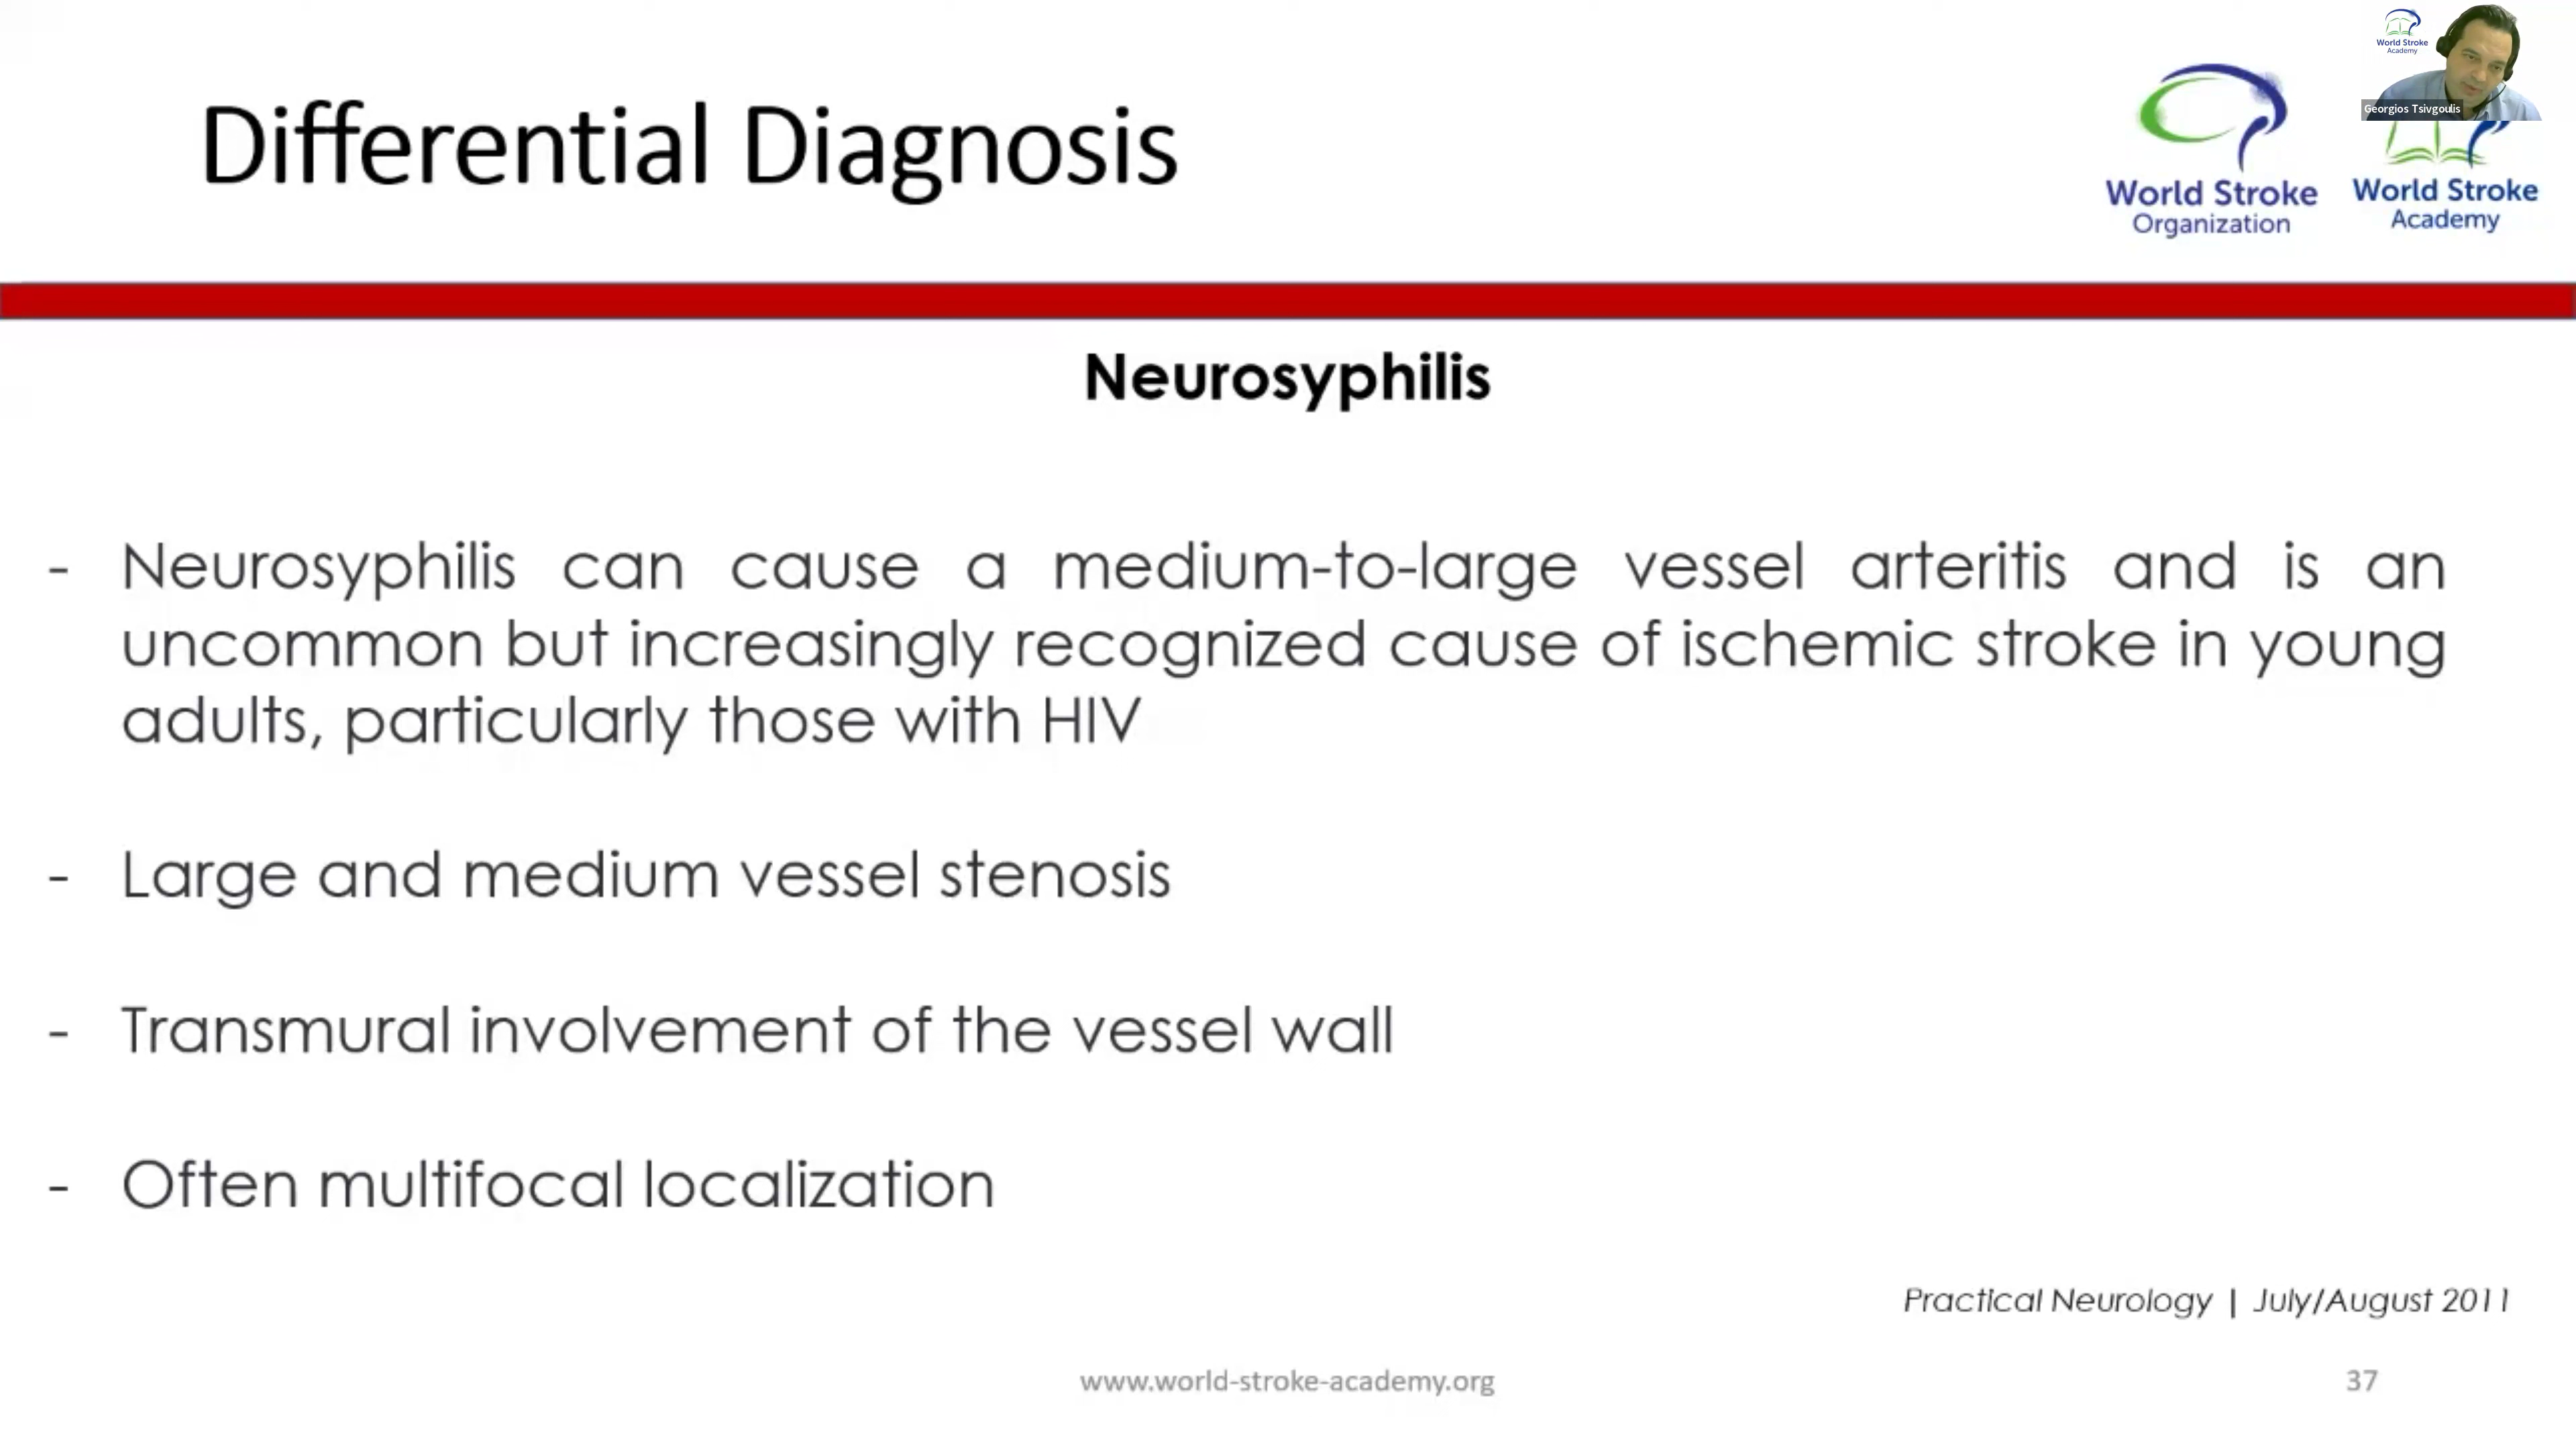 World Stroke
Academy
Georgios Tsivgoulis
Differential Diagnosis
World Stroke
Organization
World Stroke
Academy
Neurosyphilis
- Neurosyphilis can cause a medium-to-large vessel arteritis and is an
uncommon but increasingly recognized cause of ischemic stroke in young
adults, particularly those with HIV
- Large and medium vessel stenosis
- Transmural involvement of the vessel wall
- Often multifocal localization
Practical Neurology | July/August 2011
www.world-stroke-academy.org
37